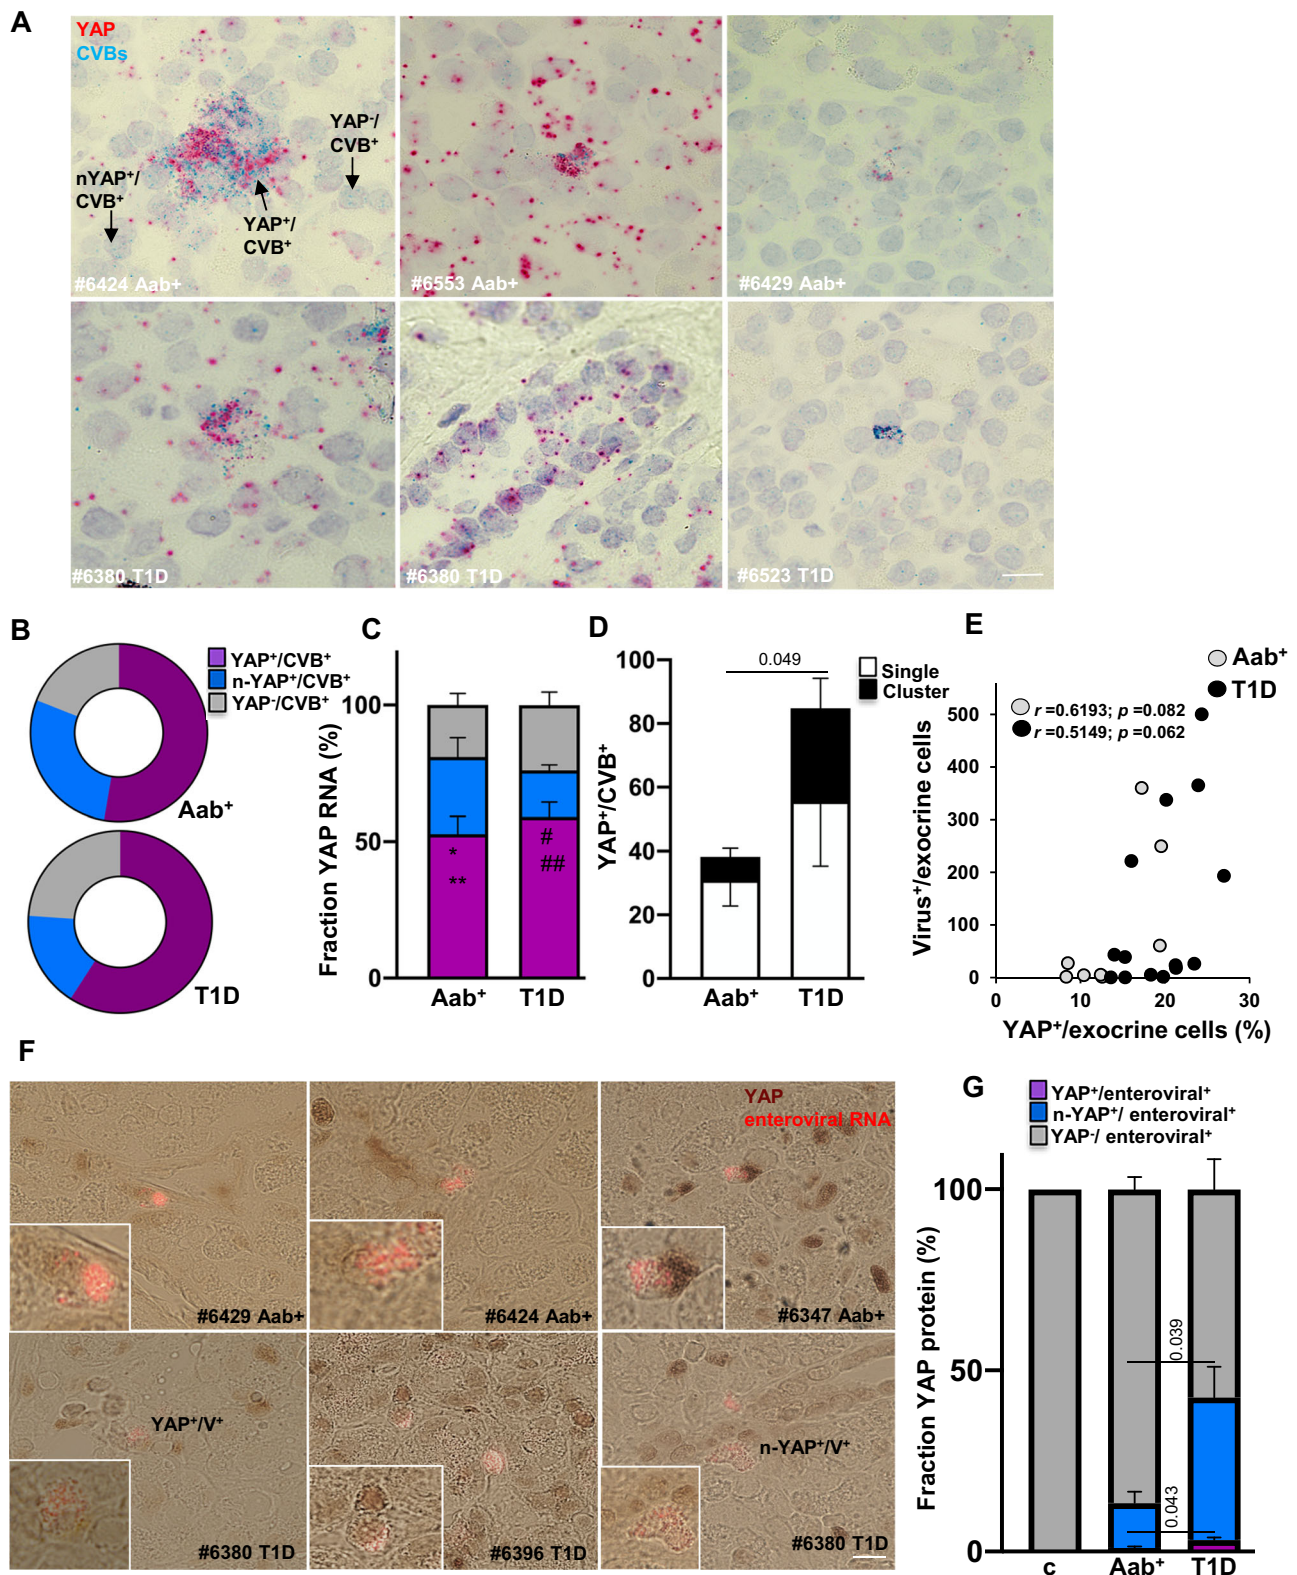 A
YAP
CVBs
YAP⁻/
CVB⁺
nYAP⁺/
CVB⁺
YAP⁺/
CVB⁺
#6424 Aab+
#6553 Aab+
#6429 Aab+
#6380 T1D
#6380 T1D
#6523 T1D
B
YAP⁺/CVB⁺
n-YAP⁺/CVB⁺
YAP⁻/CVB⁺
Aab⁺
T1D
C
Fraction YAP RNA (%)
100
50
0
*
**
#
##
Aab⁺ T1D
D
YAP⁺/CVB⁺
100
80
60
40
20
0
0.049
Single
Cluster
Aab⁺ T1D
E
Aab⁺
T1D
r =0.6193; p =0.082
r =0.5149; p =0.062
Virus⁺/exocrine cells
500
400
300
200
100
0
0 10 20 30
YAP⁺/exocrine cells (%)
F
YAP
enteroviral RNA
#6429 Aab+
#6424 Aab+
#6347 Aab+
YAP⁺/V⁺
n-YAP⁺/V⁺
#6380 T1D
#6396 T1D
#6380 T1D
G
YAP⁺/enteroviral⁺
n-YAP⁺/ enteroviral⁺
YAP⁻/ enteroviral⁺
Fraction YAP protein (%)
100
50
0
0.039
0.043
c Aab⁺ T1D